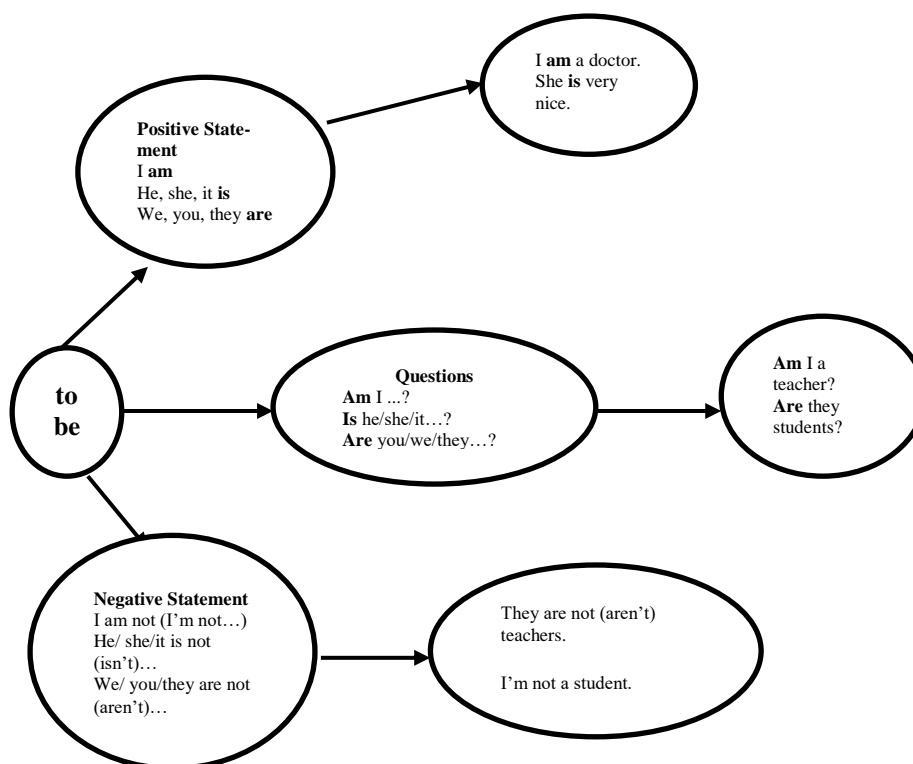 I am a doctor.
She is very
nice.
Positive State-
ment
I am
He, she, it is
We, you, they are
to
be
Questions
Am I ...?
Is he/she/it…?
Are you/we/they…?
Am I a
teacher?
Are they
students?
Negative Statement
I am not (I’m not…)
He/ she/it is not
(isn’t)…
We/ you/they are not
(aren’t)…
They are not (aren’t)
teachers.
I’m not a student.